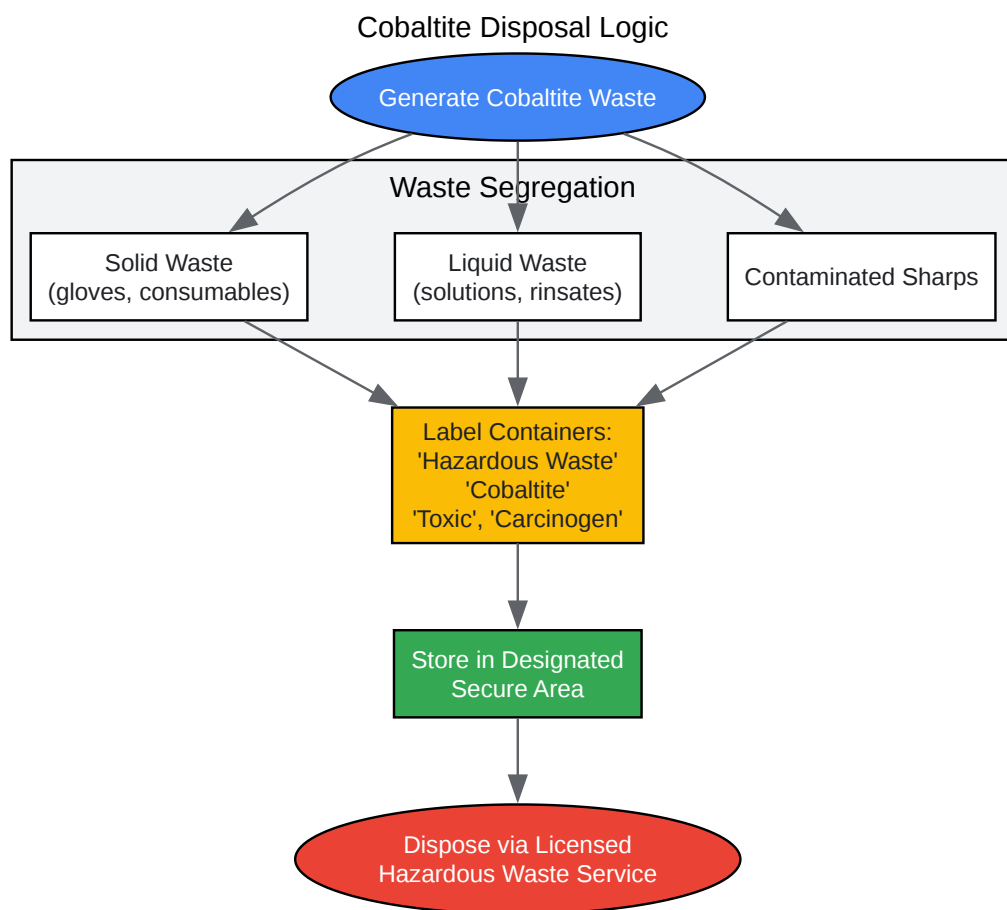 Cobaltite Disposal Logic
Generate Cobaltite Waste
Waste Segregation
Solid Waste
(gloves, consumables)
Liquid Waste
(solutions, rinsates)
Contaminated Sharps
Label Containers:
'Hazardous Waste'
'Cobaltite'
'Toxic', 'Carcinogen'
Store in Designated
Secure Area
Dispose via Licensed
Hazardous Waste Service